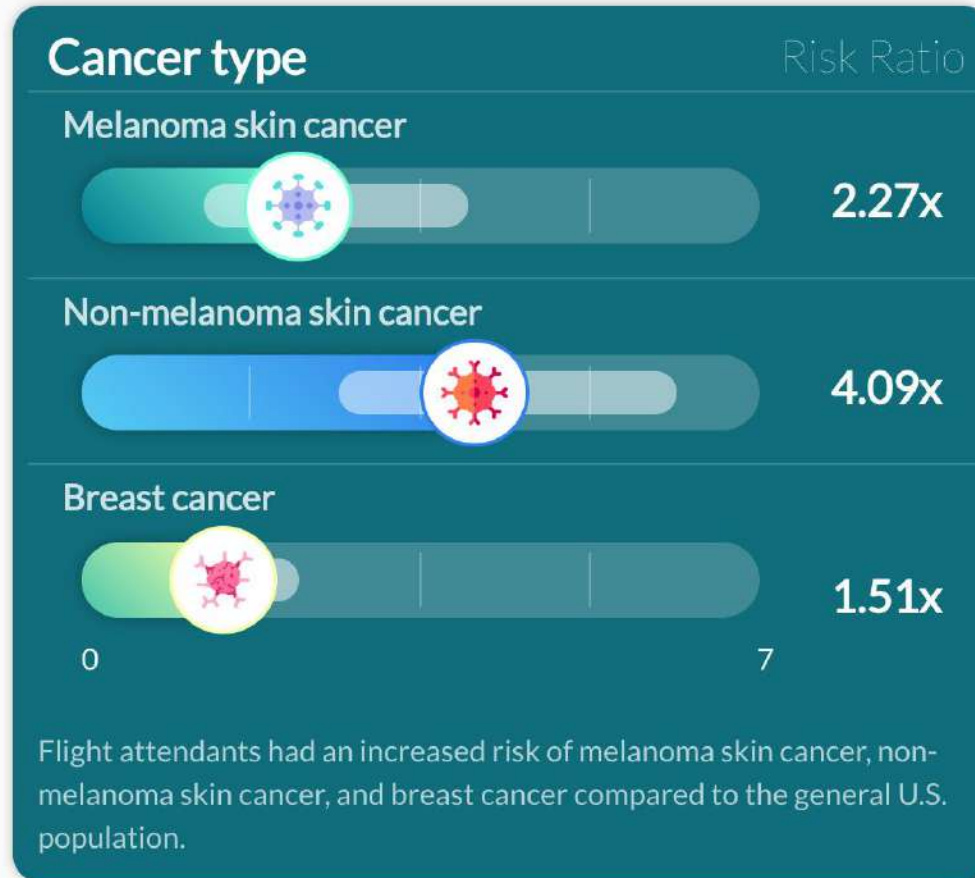 Cancer type
Risk Ratio
Melanoma skin cancer
2.27x
Non-melanoma skin cancer
4.09x
Breast cancer
1.51x
0
7
Flight attendants had an increased risk of melanoma skin cancer, non-
melanoma skin cancer, and breast cancer compared to the general U.S.
population.